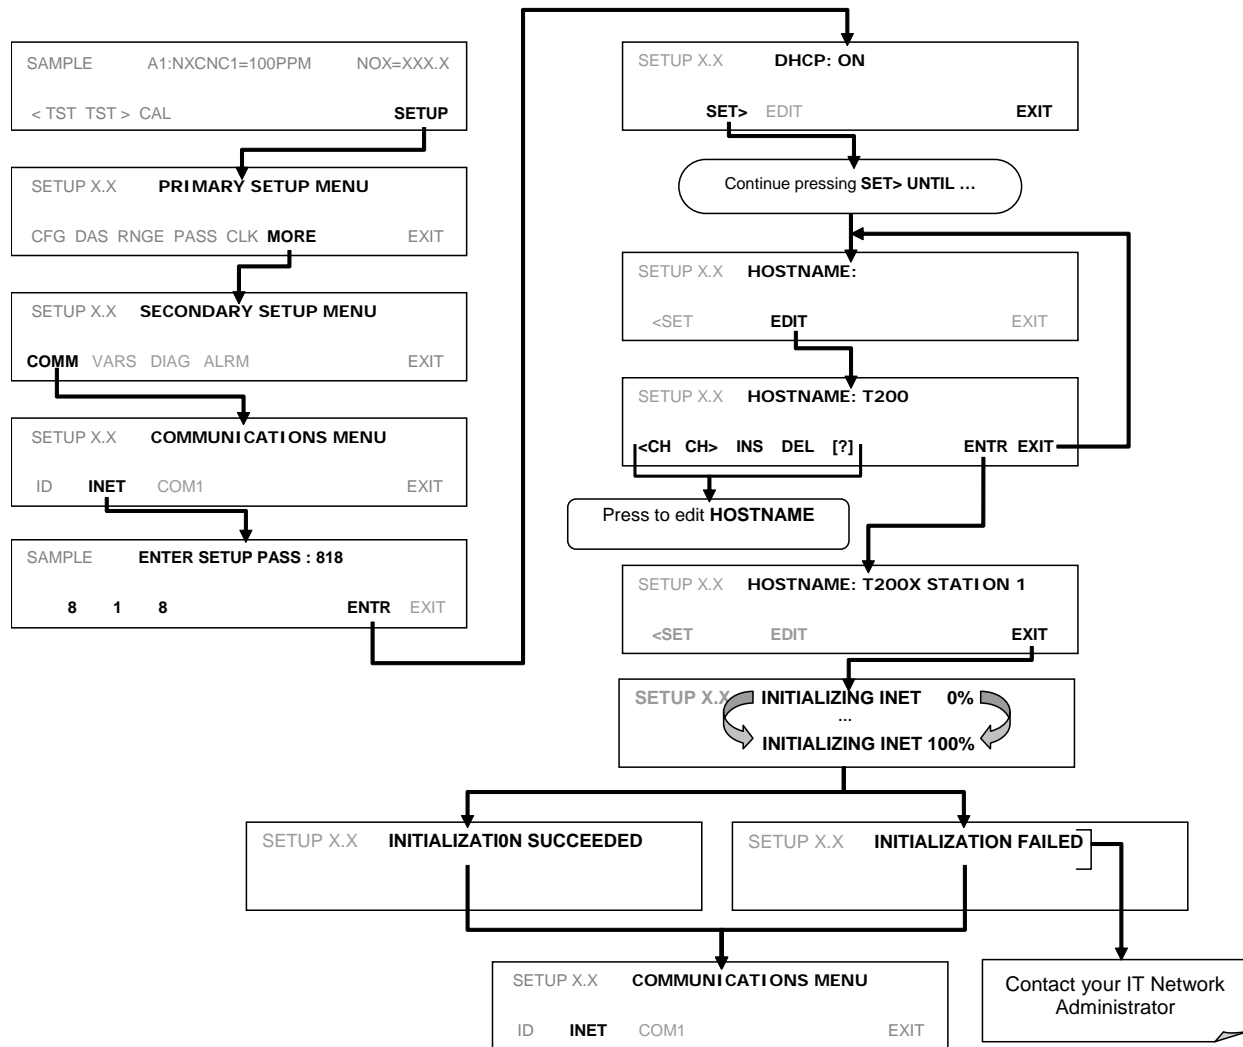 SAMPLE A1:NXCNC1=100PPM NOX=XXX.X
< TST TST > CAL SETUP
SETUP X.X PRIMARY SETUP MENU
CFG DAS RNGE PASS CLK MORE EXIT
SETUP X.X SECONDARY SETUP MENU
COMM VARS DIAG ALRM EXIT
SETUP X.X COMMUNICATIONS MENU
ID INET COM1 EXIT
SAMPLE ENTER SETUP PASS : 818
8 1 8 ENTR EXIT
SETUP X.X DHCP: ON
SET> EDIT EXIT
Continue pressing SET> UNTIL ...
SETUP X.X HOSTNAME:
<SET EDIT EXIT
SETUP X.X HOSTNAME: T200
<CH CH> INS DEL [?] ENTR EXIT
Press to edit HOSTNAME
SETUP X.X HOSTNAME: T200X STATION 1
<SET EDIT EXIT
SETUP X.X INITIALIZING INET 0%
...
INITIALIZING INET 100%
SETUP X.X INITIALIZATI0N SUCCEEDED
SETUP X.X INITIALIZATION FAILED
SETUP X.X COMMUNICATIONS MENU
ID INET COM1 EXIT
Contact your IT Network
Administrator